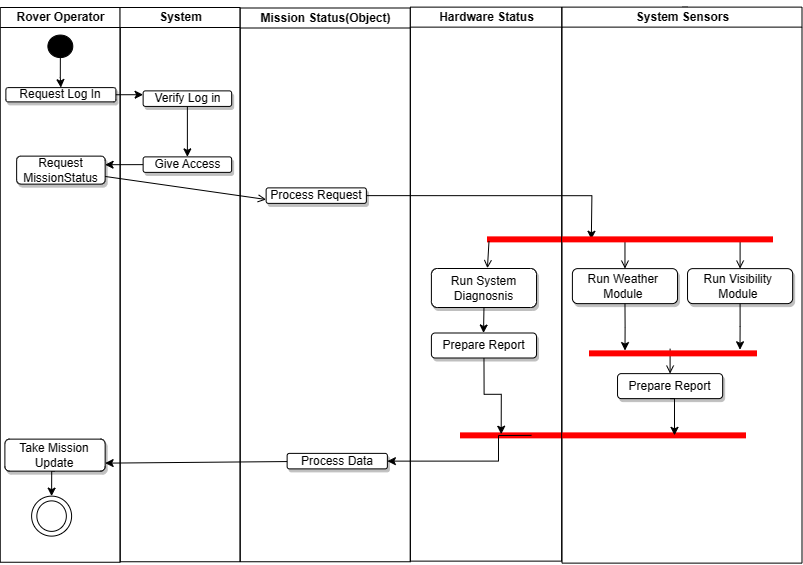 Rover Operator
System
Mission Status(Object)
Hardware Status
System Sensors
Request Log In
Verify Log in
Request
MissionStatus
Give Access
Process Request
Run System
Diagnosnis
Run Weather
Module
Run Visibility
Module
Prepare Report
Prepare Report
Take Mission
Update
Process Data